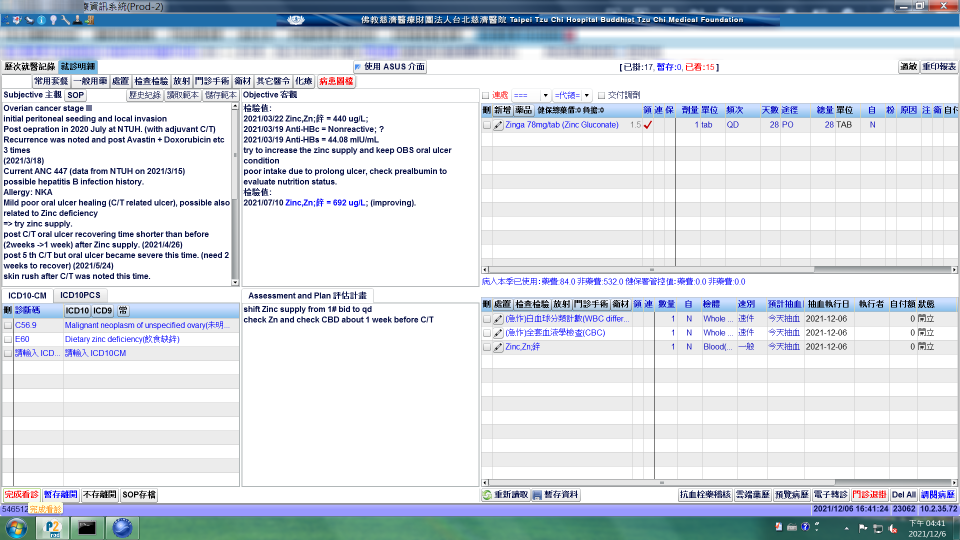 資訊系統(Prod-2)
佛教慈濟醫療財團法人台北慈濟醫院 Taipei Tzu Chi Hospital Buddhist Tzu Chi Medical Foundation
歷次就醫記錄 就診明細 使用 ASUS 介面 [已掛:17, 暫存:0, 已看:15 ] 過敏 重印報表
常用套餐 一般用藥 處置 檢查檢驗 放射 門診手術 衛材 其它醫令 化療 病患圖檔
Subjective 主觀 SOP 歷史紀錄 讀取範本 儲存範本
Overian cancer stage
initial peritoneal seeding and localized invasion
Post oepration in 2020 July at NTUH. (with adjuvant C/T)
Recurrence was noted and post Avastin + Doxorubicin etc
3 times
(2021/3/18)
Current ANC 447 (data from NTUH on 2021/3/15)
possible hepatitis B infection history.
Allergy: NKA
Mild poor oral ulcer healing (C/T related ulcer), possible also
related to Zinc deficiency
=> try zinc supply.
post C/T oral ulcer recovering time shorter than before
(2weeks ->1 week) after Zinc supply. (2021/4/26)
post 5 th C/T but oral ulcer became severe this time. (need 2
weeks to recover) (2021/5/24)
skin rush after C/T was noted this time.
Objective 客觀
檢驗值:
2021/03/22 Zinc,Zn;鋅 = 440 ug/L;
2021/03/19 Anti-HBc = Nonreactive; ?
2021/03/19 Anti-HBs = 44.08 mIU/mL
try to increase the zinc supply and keep OBS oral ulcer
condition
poor intake due to prolong ulcer, check prealbumin to
evaluate nutrition status.
檢驗值:
2021/07/10 Zinc,Zn;鋅 = 692 ug/L; (improving).
連處 === =代碼= 交付調劑
刪 新增 藥品 健保總藥價:0 待搶:0 領 連 保 劑量 單位 頻次 天數 途徑 總量 單位 自 粉 原因 注 衛 自付
Zinga 78mg/tab (Zinc Gluconate) 1.5 1 tab QD 28 PO 28 TAB N
病人本季已使用：藥費:84.0 非藥費:532.0 健保署管控值：藥費:0.0 非藥費:0.0
ICD10-CM ICD10PCS
刪 診斷碼 ICD10 ICD9 常
C56.9 Malignant neoplasm of unspecified ovary(未明...
E60 Dietary zinc deficiency(飲食缺鋅)
請輸入 ICD... 請輸入 ICD10CM
Assessment and Plan 評估計畫
shift Zinc supply from 1# bid to qd
check Zn and check CBD about 1 week before C/T
刪 處置 檢查檢驗 放射 門診手術 衛材 領 連 數量 自 檢體 速別 預計抽血 抽血執行日 執行者 自付額 狀態
(急作)白血球分類計數(WBC differ... 1 N Whole ... 速件 今天抽血 2021-12-06 0 開立
(急作)全套血液學檢查(CBC) 1 N Whole ... 速件 今天抽血 2021-12-06 0 開立
Zinc,Zn;鋅 1 N Blood(... 一般 今天抽血 2021-12-06 0 開立
完成看診 暫存離開 不存離開 SOP存檔 重新讀取 暫存資料 抗血栓藥稽核 雲端藥歷 預覽病歷 電子轉診 門診退掛 Del All 調閱病歷
546512 完成看診 2021/12/06 16:41:24 23062 10.2.35.72
下午 04:41
2021/12/6